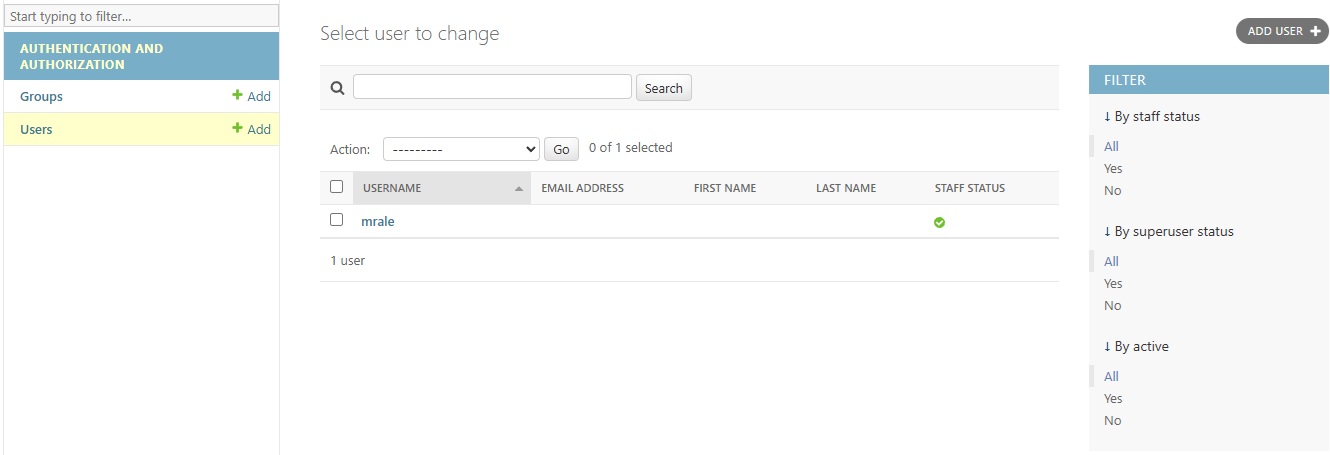 Start typing to filter...
AUTHENTICATION AND
AUTHORIZATION
Groups + Add
Users + Add
Select user to change
ADD USER +
Search
Action: --------- Go 0 of 1 selected
USERNAME EMAIL ADDRESS FIRST NAME LAST NAME STAFF STATUS
mrale
1 user
FILTER
↓ By staff status
All
Yes
No
↓ By superuser status
All
Yes
No
↓ By active
All
Yes
No